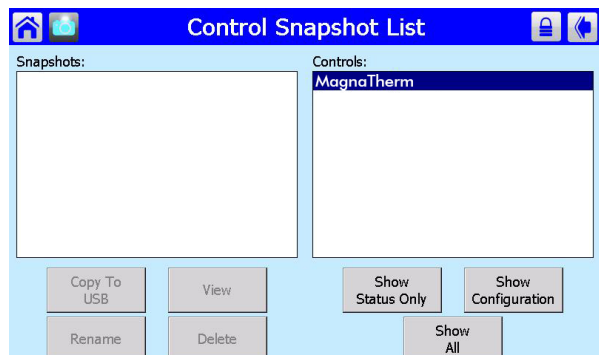 Control Snapshot List
Snapshots:
Controls:
MagnaTherm
Copy To
USB
View
Show
Status Only
Show
Configuration
Rename
Delete
Show
All